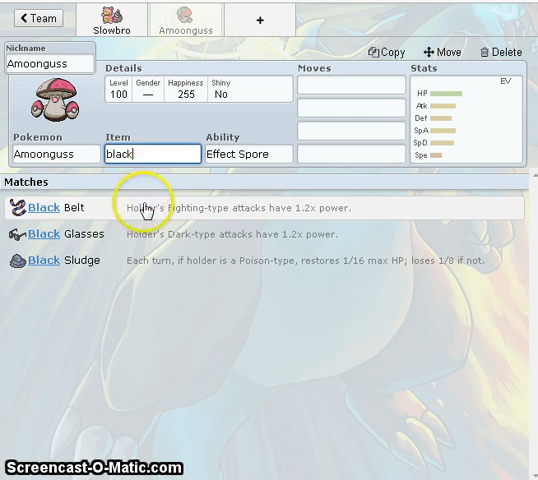 Team
Slowbro
Amoonguss
+
Nickname
Amoonguss
Copy
Move
Delete
Details
Level
100
Gender
—
Happiness
255
Shiny
No
Moves
Stats
EV
HP
Atk
Def
SpA
SpD
Spe
Pokemon
Amoonguss
Item
black
Ability
Effect Spore
Matches
Black Belt Holder's Fighting-type attacks have 1.2x power.
Black Glasses Holder's Dark-type attacks have 1.2x power.
Black Sludge Each turn, if holder is a Poison-type, restores 1/16 max HP; loses 1/8 if not.
Screencast-O-Matic.com